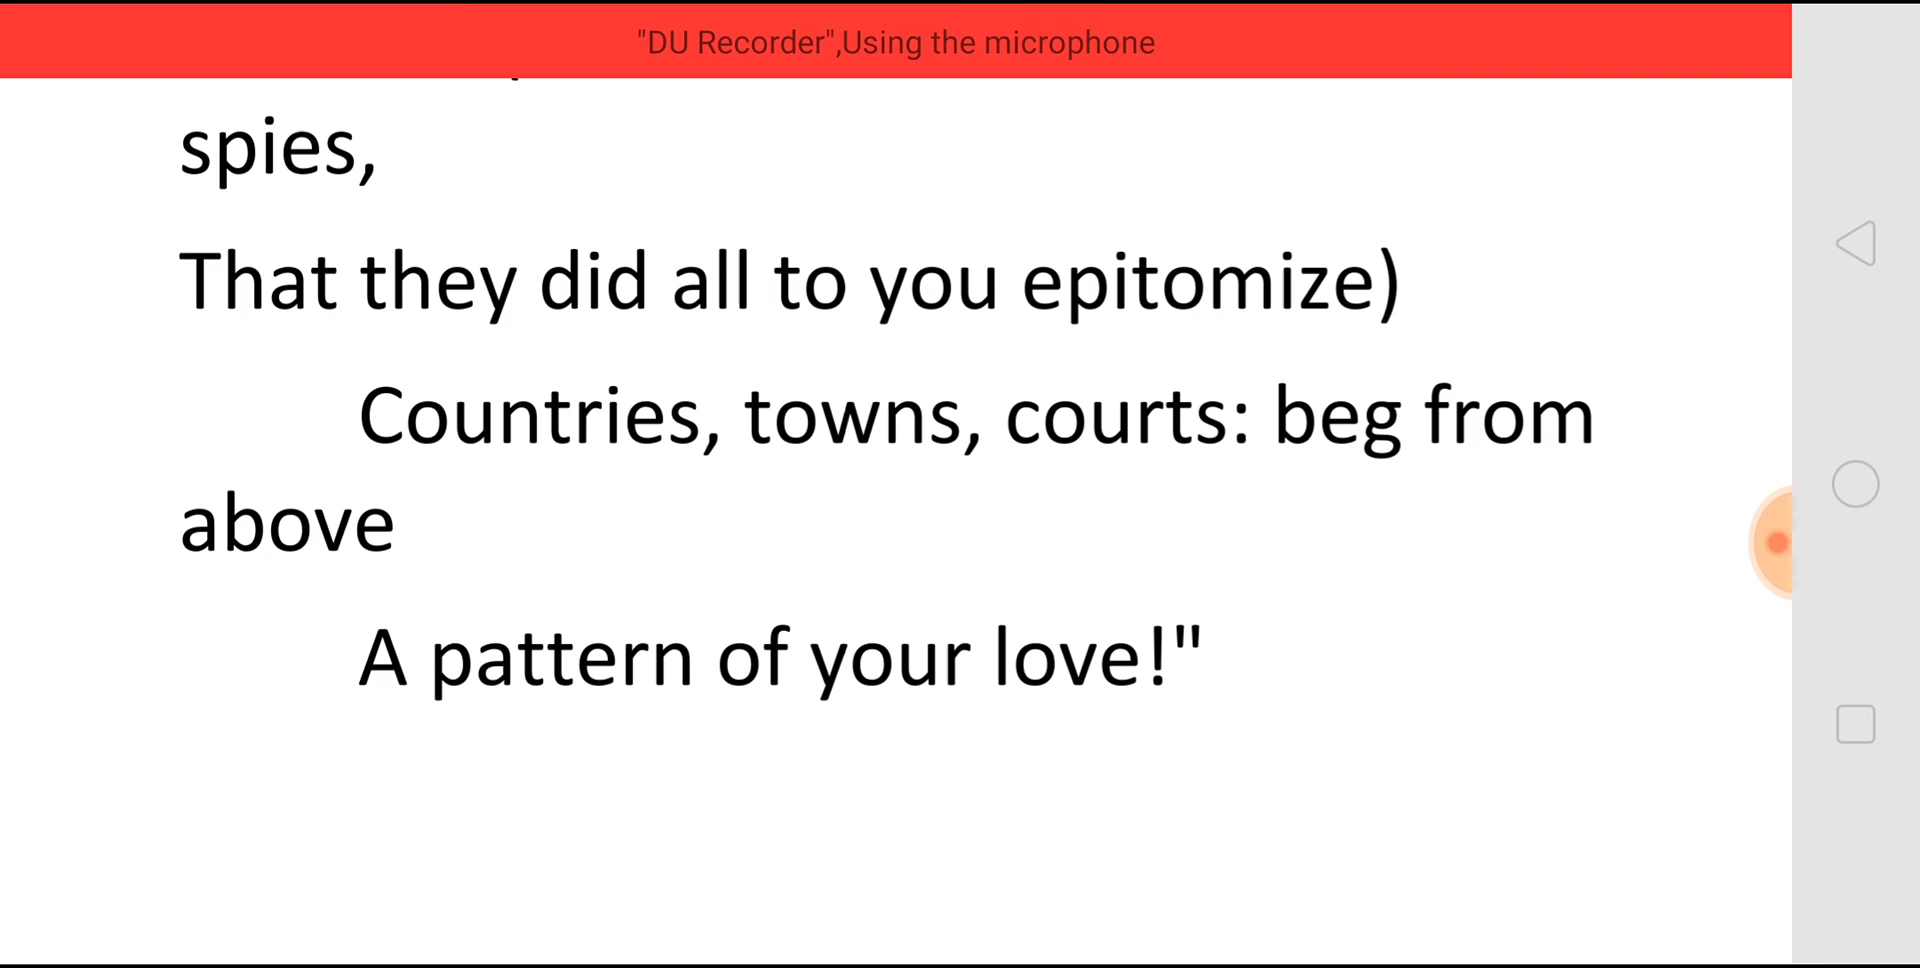 "DU Recorder",Using the microphone
spies,
That they did all to you epitomize)
Countries, towns, courts: beg from
above
A pattern of your love!"